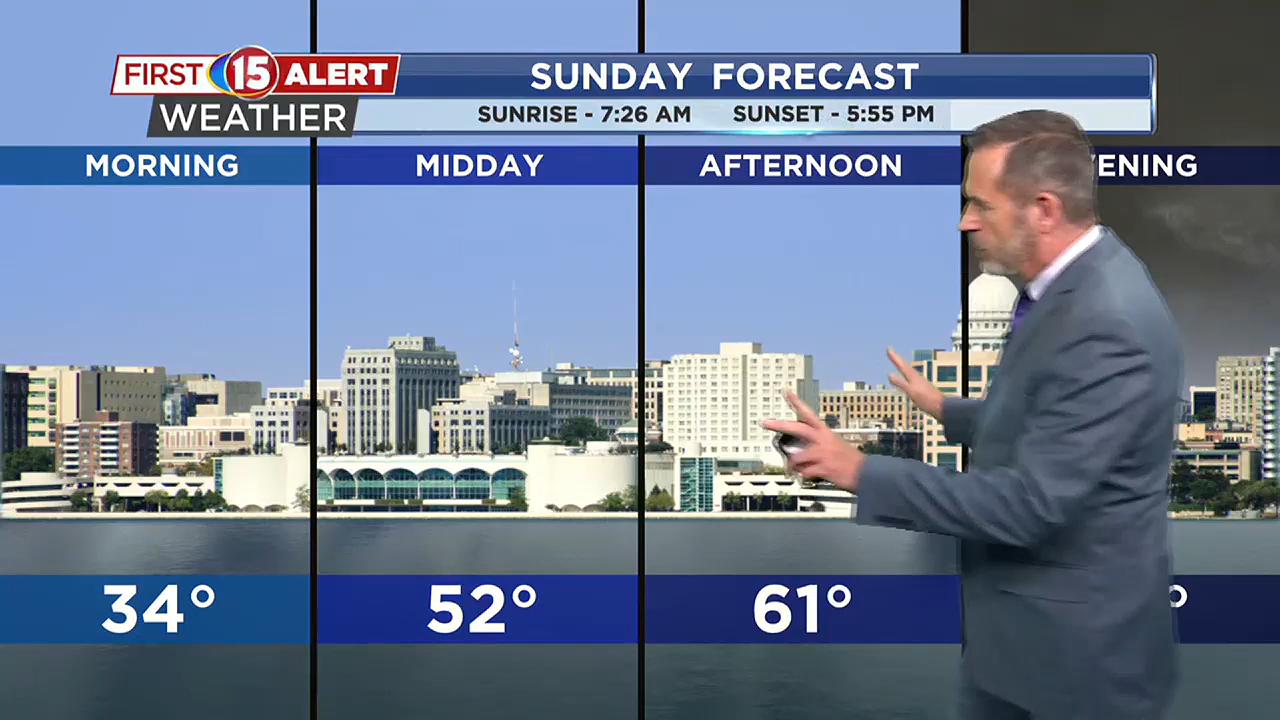 FIRST 15 ALERT
WEATHER
SUNDAY FORECAST
SUNRISE - 7:26 AM SUNSET - 5:55 PM
MORNING MIDDAY AFTERNOON ENING
34° 52° 61° °